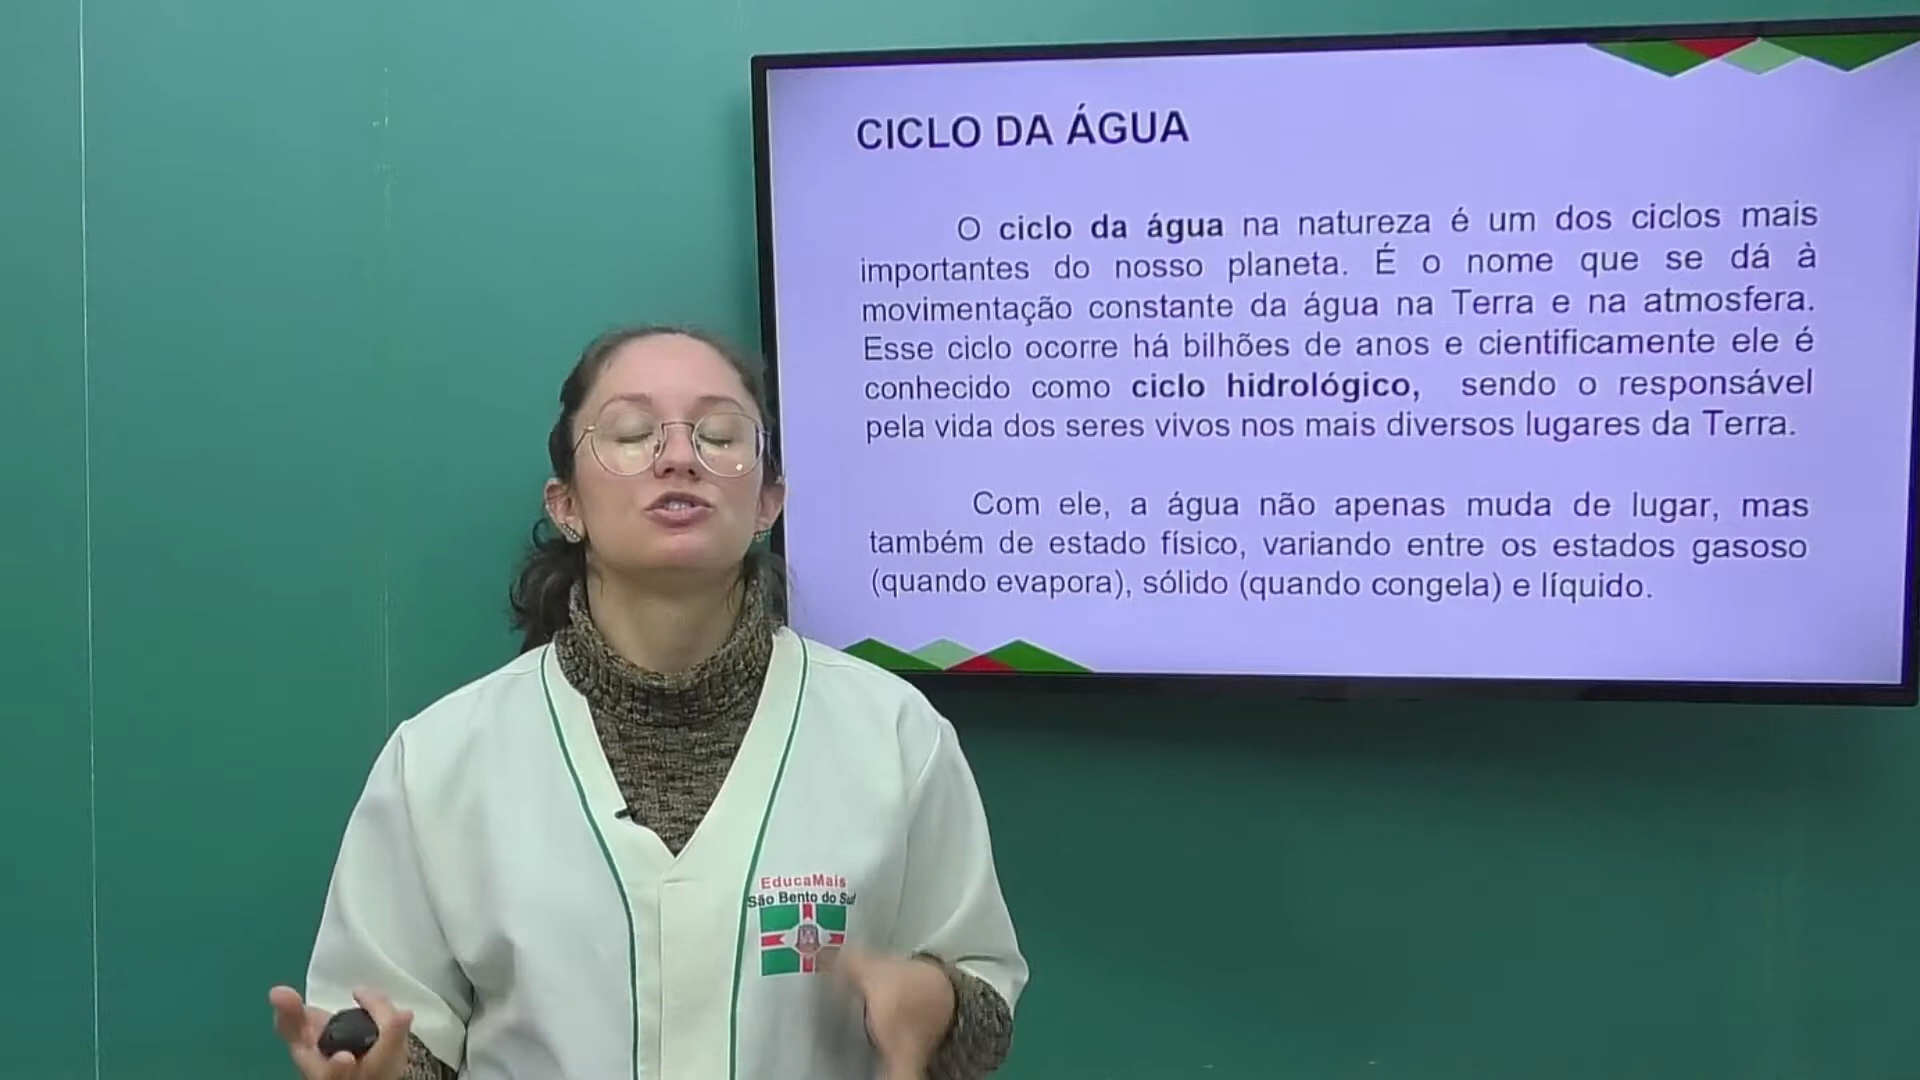 CICLO DA ÁGUA
O ciclo da água na natureza é um dos ciclos mais
importantes do nosso planeta. É o nome que se dá à
movimentação constante da água na Terra e na atmosfera.
Esse ciclo ocorre há bilhões de anos e cientificamente ele é
conhecido como ciclo hidrológico, sendo o responsável
pela vida dos seres vivos nos mais diversos lugares da Terra.
Com ele, a água não apenas muda de lugar, mas
também de estado físico, variando entre os estados gasoso
(quando evapora), sólido (quando congela) e líquido.
EducaMais
São Bento do Sul